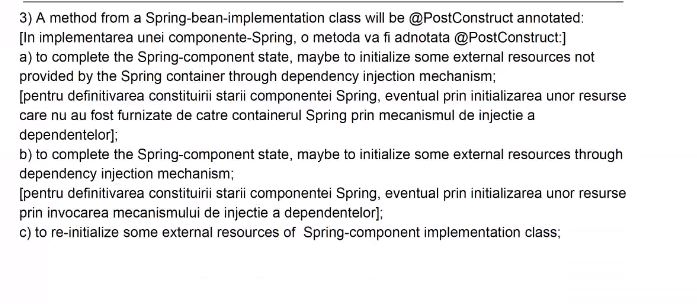 3) A method from a Spring-bean-implementation class will be @PostConstruct annotated:
[In implementarea unei componente-Spring, o metoda va fi adnotata @PostConstruct:]
a) to complete the Spring-component state, maybe to initialize some external resources not
provided by the Spring container through dependency injection mechanism;
[pentru definitivarea constituirii starii componentei Spring, eventual prin initializarea unor resurse
care nu au fost furnizate de catre containerul Spring prin mecanismul de injectie a
dependentelor];
b) to complete the Spring-component state, maybe to initialize some external resources through
dependency injection mechanism;
[pentru definitivarea constituirii starii componentei Spring, eventual prin initializarea unor resurse
prin invocarea mecanismului de injectie a dependentelor];
c) to re-initialize some external resources of Spring-component implementation class;